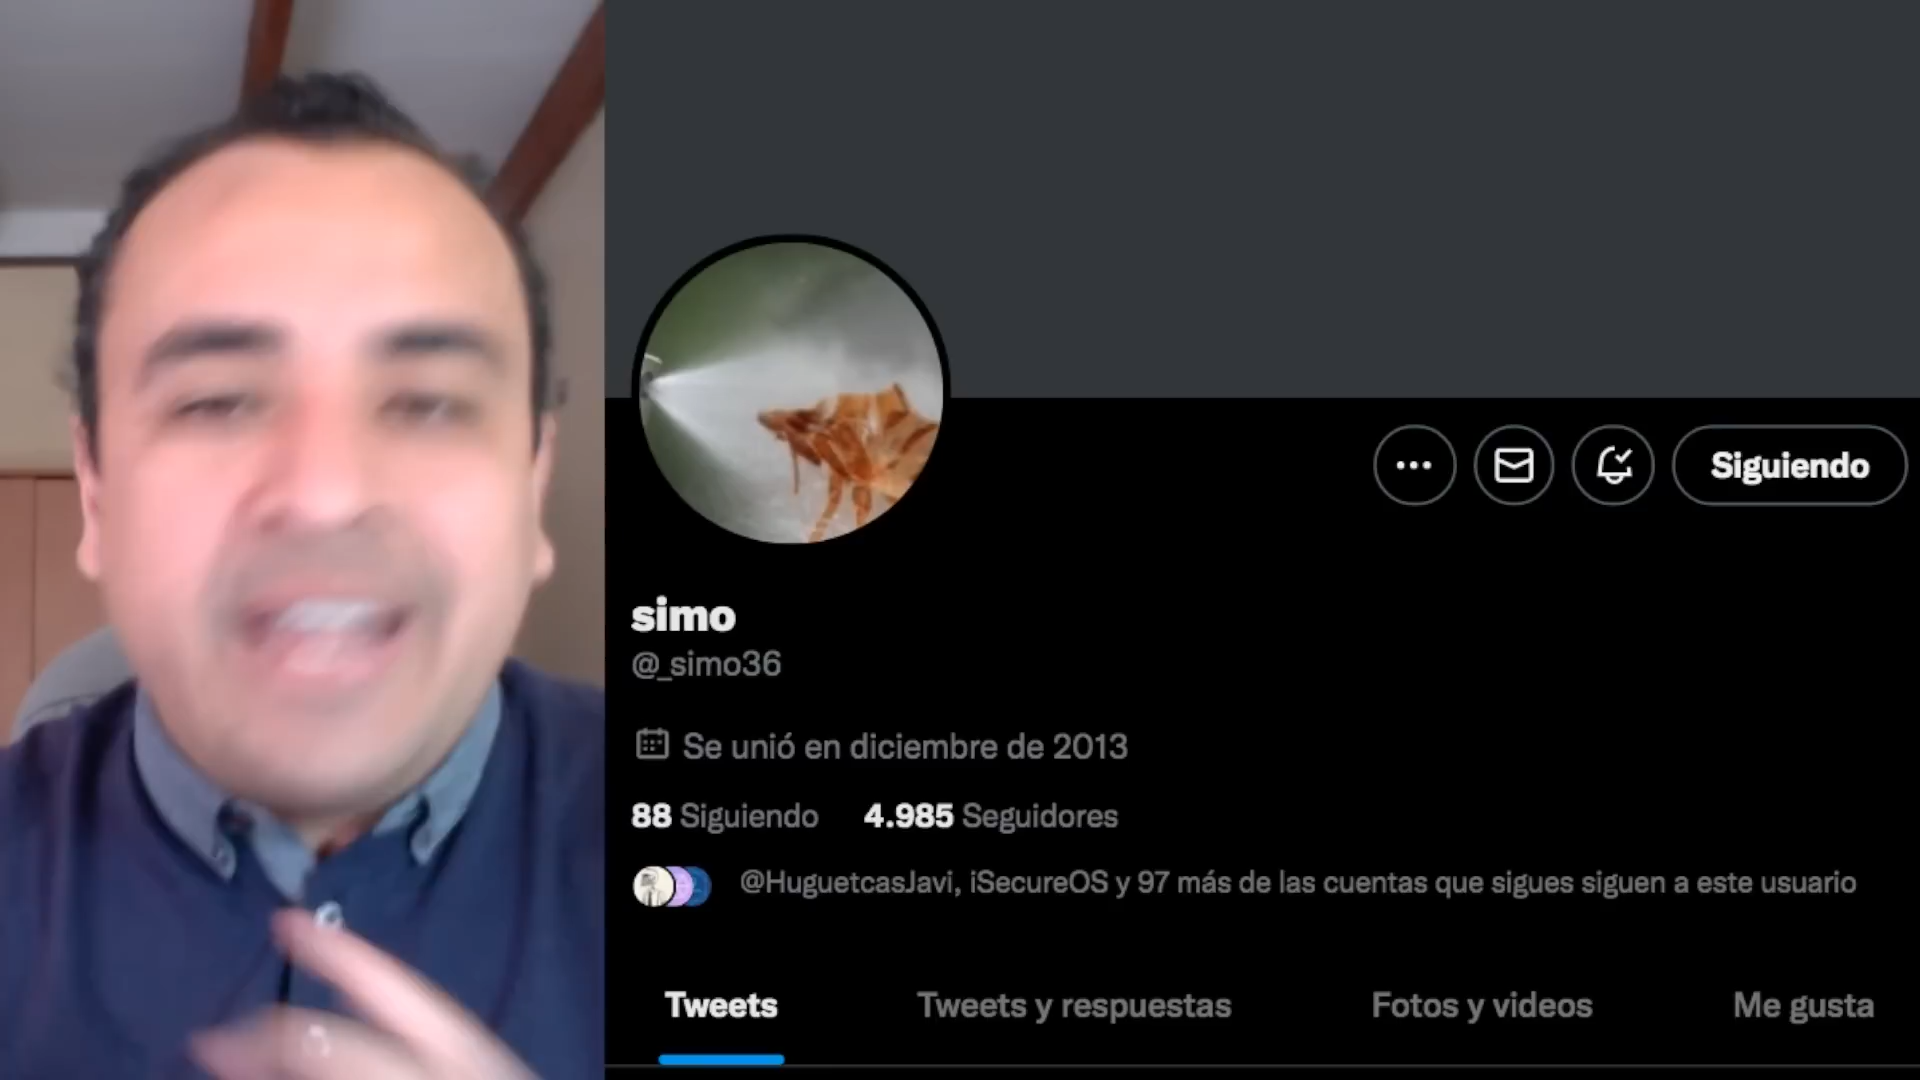 Siguiendo
simo
@_simo36
Se unió en diciembre de 2013
88 Siguiendo 4.985 Seguidores
@HuguetcasJavi, iSecureOS y 97 más de las cuentas que sigues siguen a este usuario
Tweets Tweets y respuestas Fotos y videos Me gusta